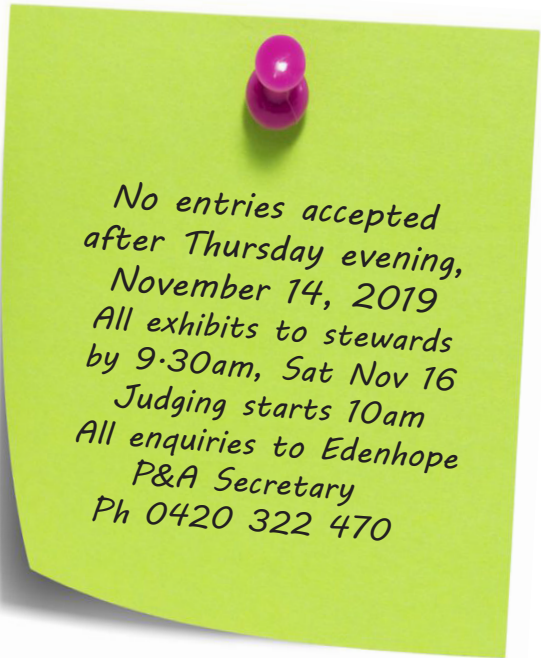 No entries accepted
after Thursday evening,
November 14, 2019
All exhibits to stewards
by 9·30am, Sat Nov 16
Judging starts 10am
All enquiries to Edenhope
P&A Secretary
Ph 0420 322 470